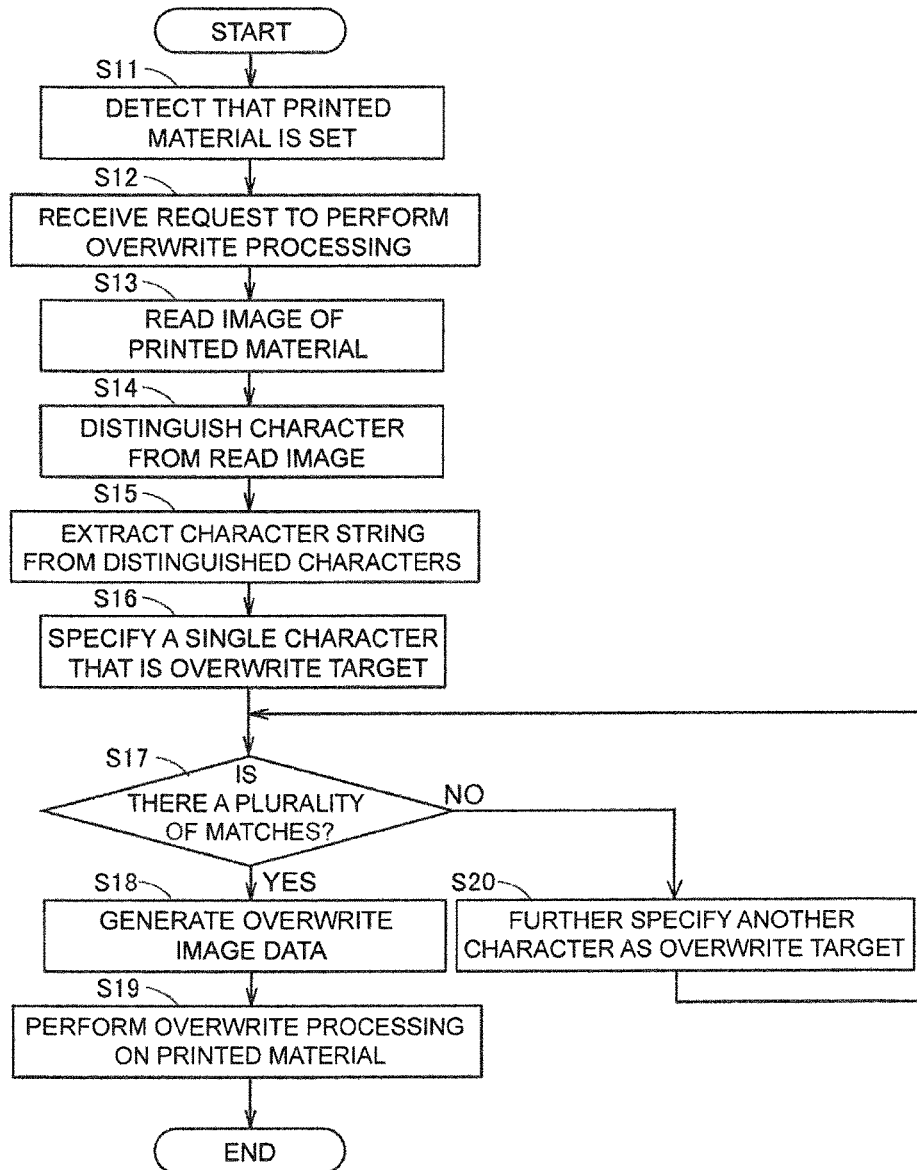 START
S11
DETECT THAT PRINTED
MATERIAL IS SET
S12
RECEIVE REQUEST TO PERFORM
OVERWRITE PROCESSING
S13
READ IMAGE OF
PRINTED MATERIAL
S14
DISTINGUISH CHARACTER
FROM READ IMAGE
S15
EXTRACT CHARACTER STRING
FROM DISTINGUISHED CHARACTERS
S16
SPECIFY A SINGLE CHARACTER
THAT IS OVERWRITE TARGET
S17
IS
THERE A PLURALITY
OF MATCHES?
NO
YES
S18
GENERATE OVERWRITE
IMAGE DATA
S20
FURTHER SPECIFY ANOTHER
CHARACTER AS OVERWRITE TARGET
S19
PERFORM OVERWRITE PROCESSING
ON PRINTED MATERIAL
END